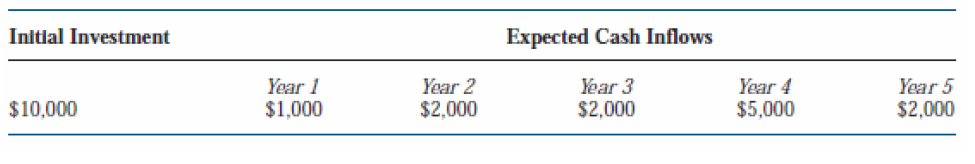 Initial Investment Expected Cash Inflows
Year 1 Year 2 Year 3 Year 4 Year 5
$10,000 $1,000 $2,000 $2,000 $5,000 $2,000